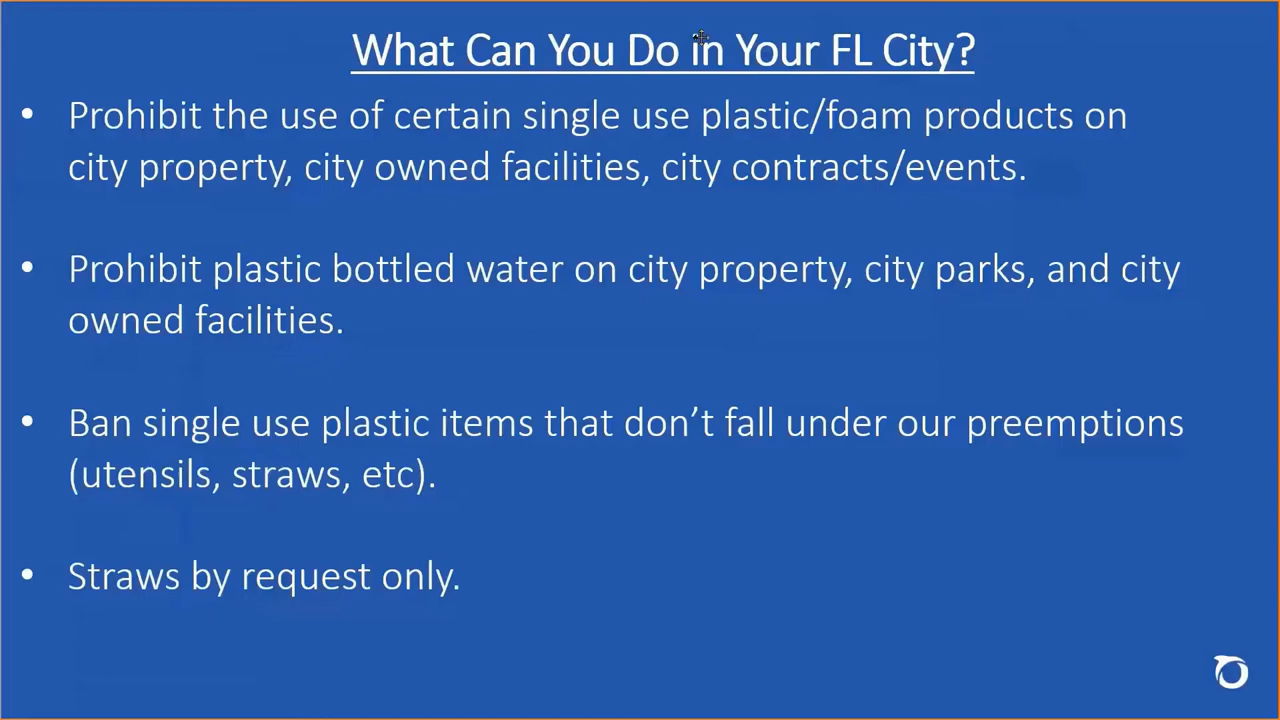 What Can You Do in Your FL City?
• Prohibit the use of certain single use plastic/foam products on
city property, city owned facilities, city contracts/events.
• Prohibit plastic bottled water on city property, city parks, and city
owned facilities.
• Ban single use plastic items that don’t fall under our preemptions
(utensils, straws, etc).
• Straws by request only.